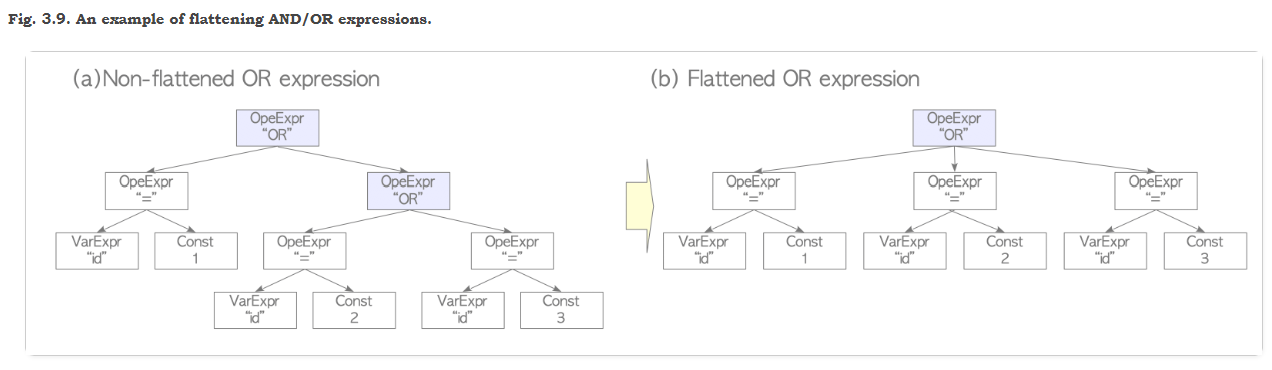 Fig. 3.9. An example of flattening AND/OR expressions.
(a)Non-flattened OR expression
(b) Flattened OR expression
OpeExpr
“OR”
OpeExpr
“=”
OpeExpr
“OR”
VarExpr
“id”
Const
1
OpeExpr
“=”
OpeExpr
“=”
VarExpr
“id”
Const
2
VarExpr
“id”
Const
3
OpeExpr
“OR”
OpeExpr
“=”
OpeExpr
“=”
OpeExpr
“=”
VarExpr
“id”
Const
1
VarExpr
“id”
Const
2
VarExpr
“id”
Const
3